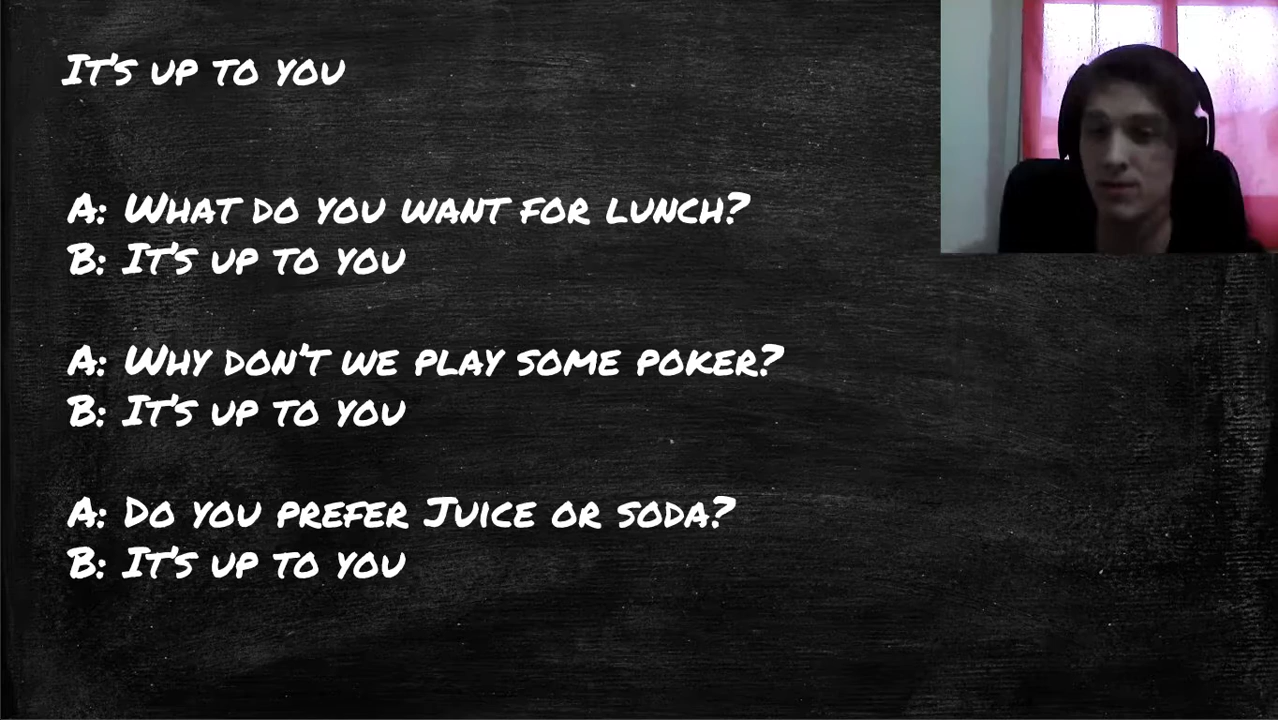 It's up to you
A: What do you want for lunch?
B: It's up to you
A: Why don't we play some poker?
B: It's up to you
A: Do you prefer Juice or soda?
B: It's up to you